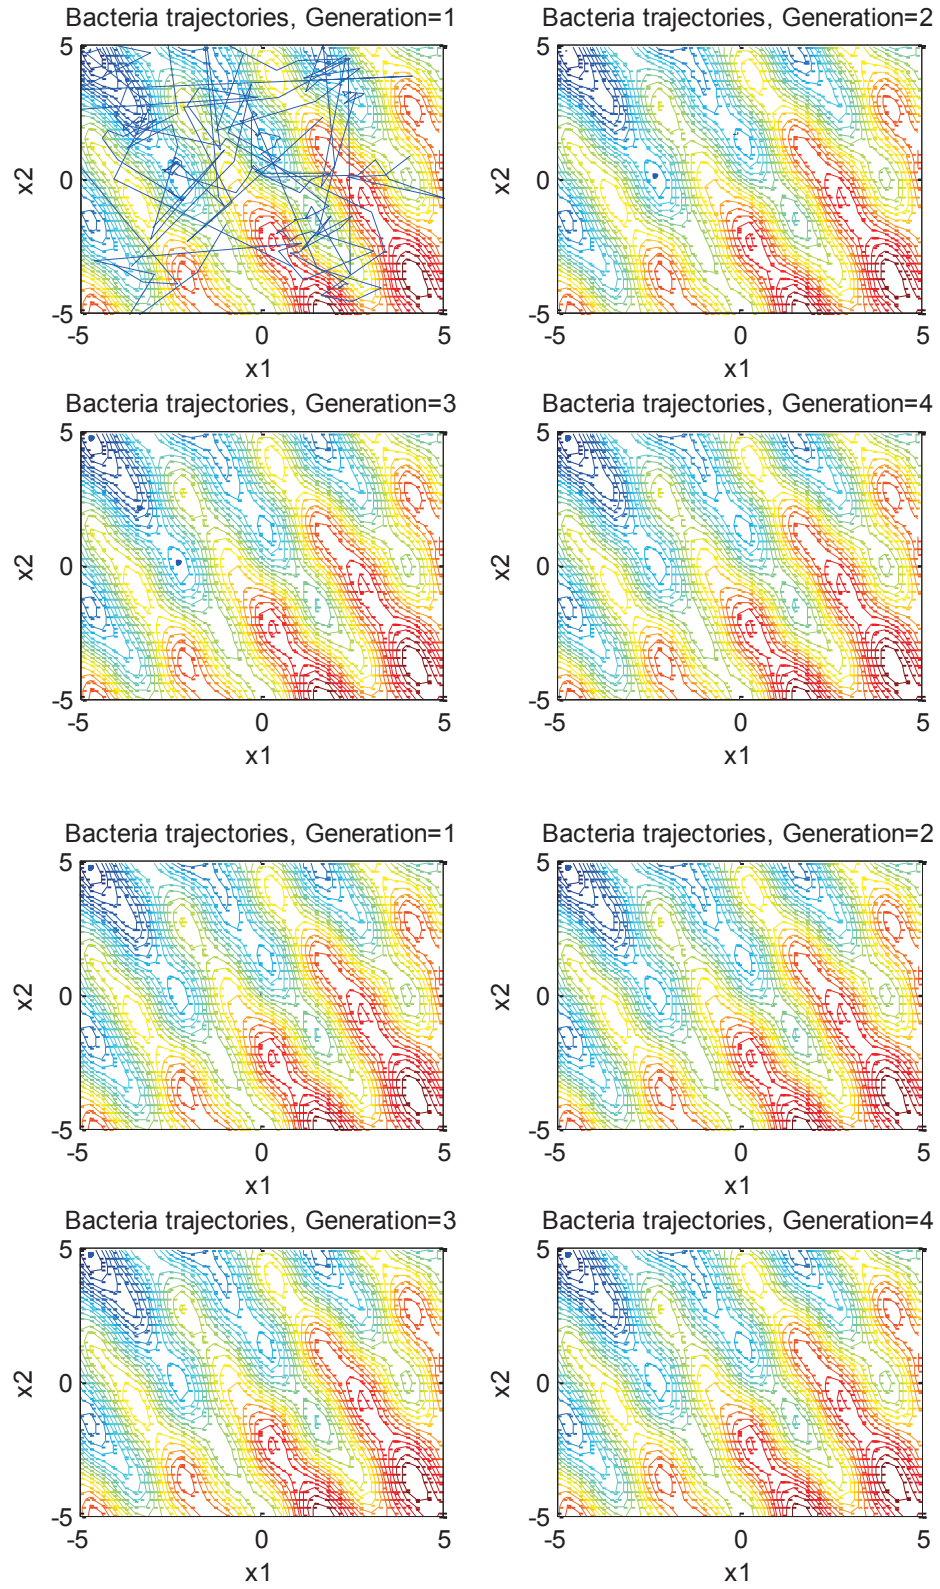 Bacteria trajectories, Generation=1
5
x2
0
-5
-5 0 5
x1
Bacteria trajectories, Generation=2
5
x2
0
-5
-5 0 5
x1
Bacteria trajectories, Generation=3
5
x2
0
-5
-5 0 5
x1
Bacteria trajectories, Generation=4
5
x2
0
-5
-5 0 5
x1
Bacteria trajectories, Generation=1
5
x2
0
-5
-5 0 5
x1
Bacteria trajectories, Generation=2
5
x2
0
-5
-5 0 5
x1
Bacteria trajectories, Generation=3
5
x2
0
-5
-5 0 5
x1
Bacteria trajectories, Generation=4
5
x2
0
-5
-5 0 5
x1